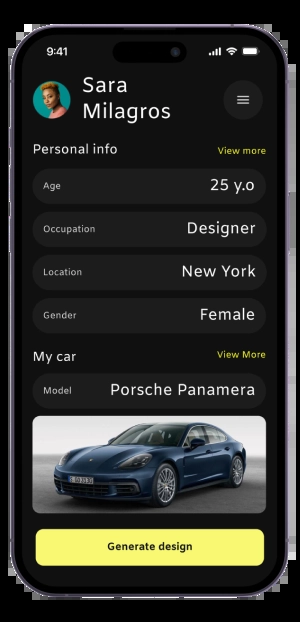 9:41
Sara
Milagros
Personal info
View more
Age
25 y.o
Occupation
Designer
Location
New York
Gender
Female
My car
View More
Model
Porsche Panamera
Generate design